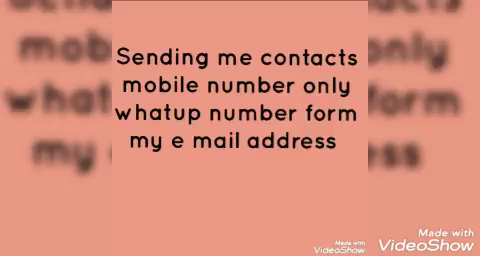 Sending me contacts
mobile number only
whatup number form
my e mail address
Made with
VideoShow
Made with
VideoShow